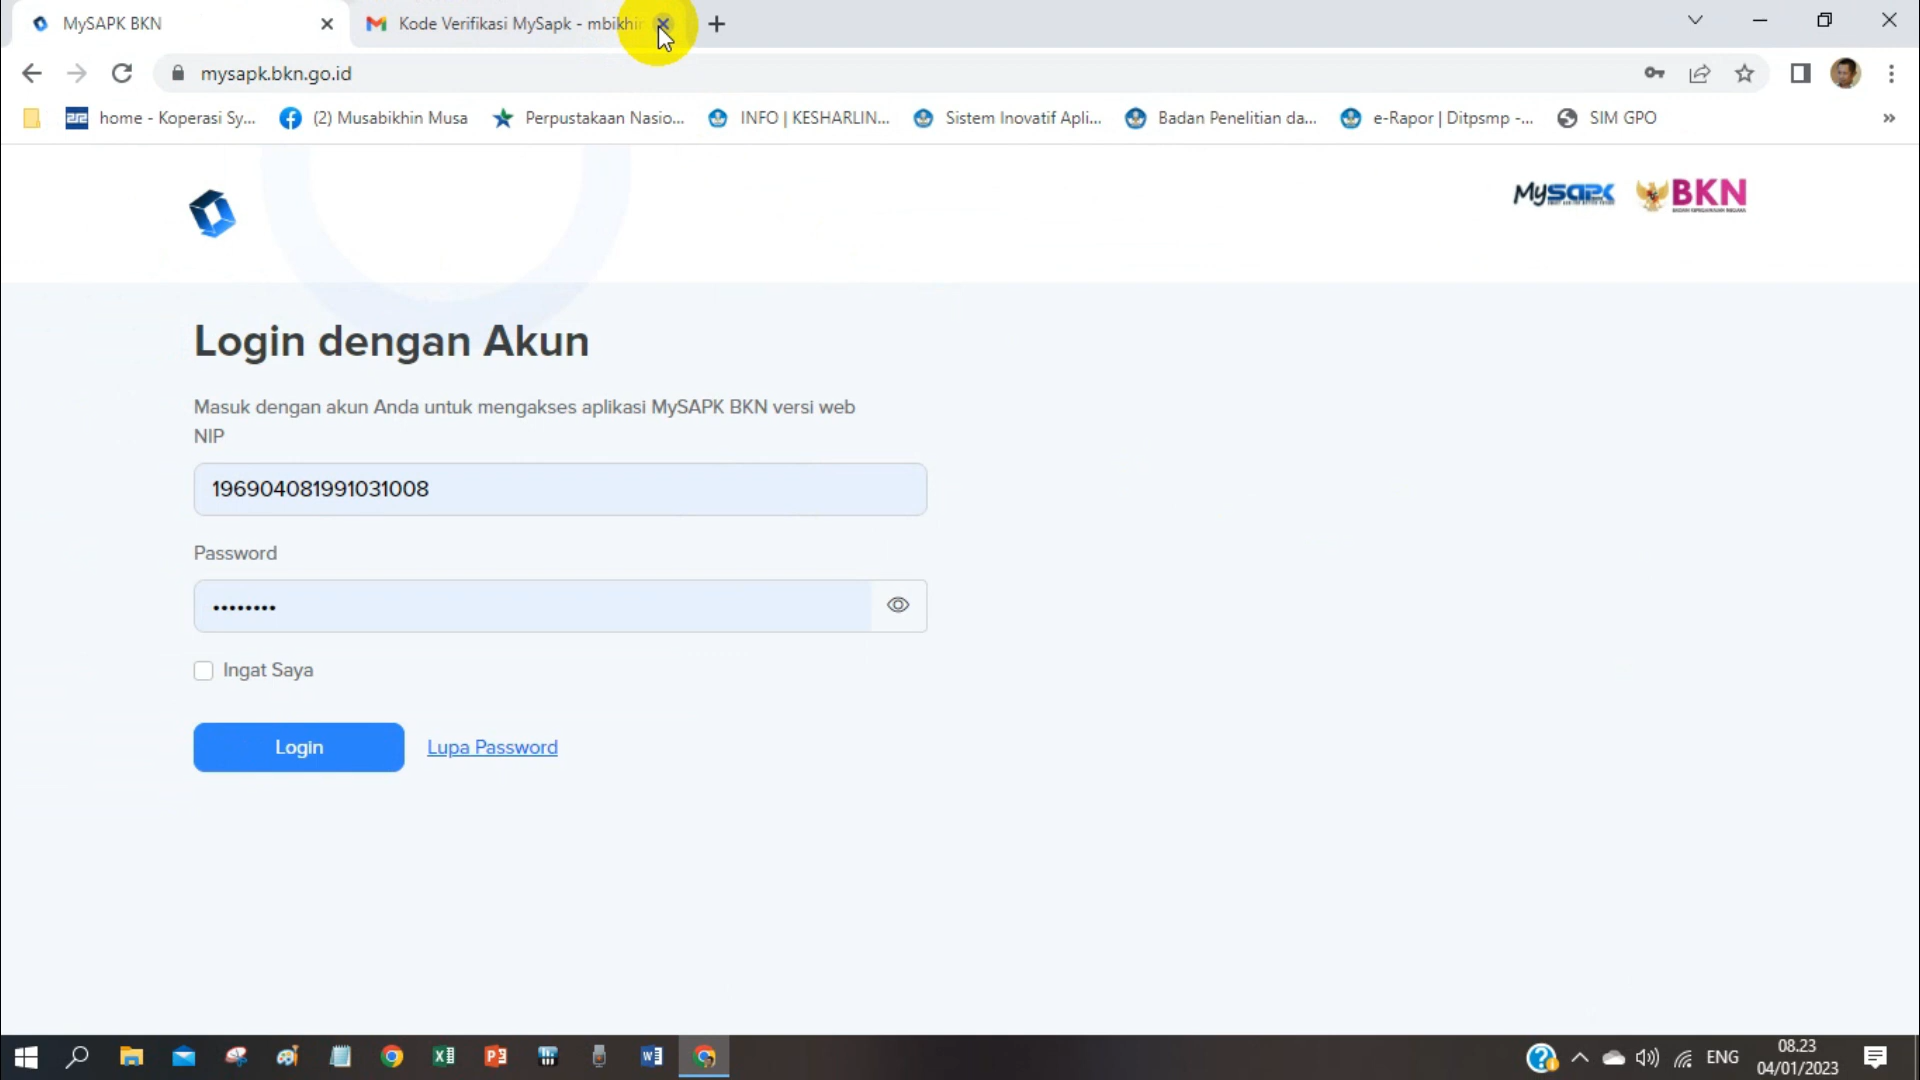 MySAPK BKN
Kode Verifikasi MySapk - mbikhi
mysapk.bkn.go.id
home - Koperasi Sy...
(2) Musabikhin Musa
Perpustakaan Nasio...
INFO | KESHARLIN...
Sistem Inovatif Apli...
Badan Penelitian da...
e-Rapor | Ditpsmp -...
SIM GPO
»
MySAPK
BKN
BADAN KEPEGAWAIAN NEGARA
Login dengan Akun
Masuk dengan akun Anda untuk mengakses aplikasi MySAPK BKN versi web
NIP
196904081991031008
Password
••••••••
Ingat Saya
Login
Lupa Password
ENG
08.23
04/01/2023